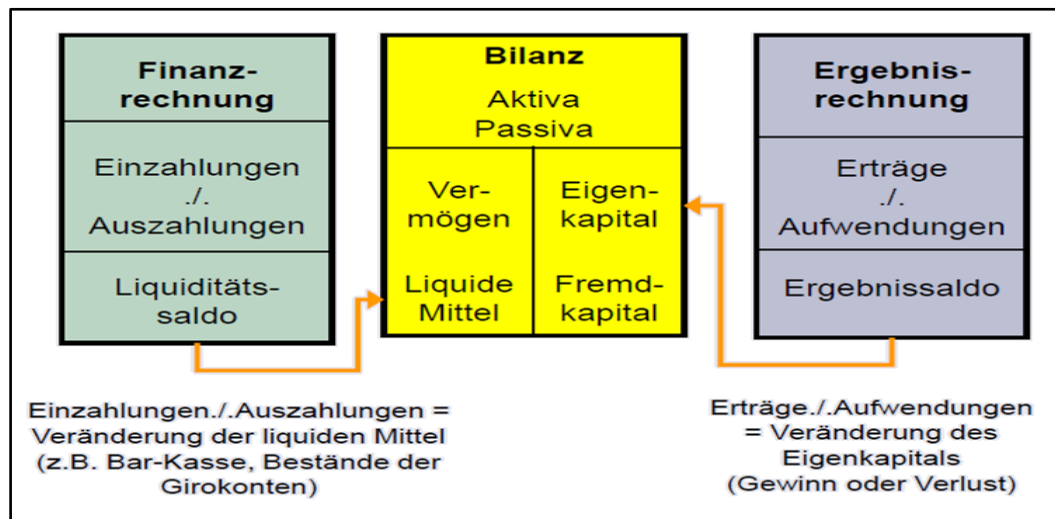 Finanz-
rechnung
Einzahlungen
./.
Auszahlungen
Liquiditäts-
saldo
Bilanz
Aktiva
Passiva
Ver-
mögen
Eigen-
kapital
Liquide
Mittel
Fremd-
kapital
Ergebnis-
rechnung
Erträge
./.
Aufwendungen
Ergebnissaldo
Einzahlungen./.Auszahlungen =
Veränderung der liquiden Mittel
(z.B. Bar-Kasse, Bestände der
Girokonten)
Erträge./.Aufwendungen
= Veränderung des
Eigenkapitals
(Gewinn oder Verlust)